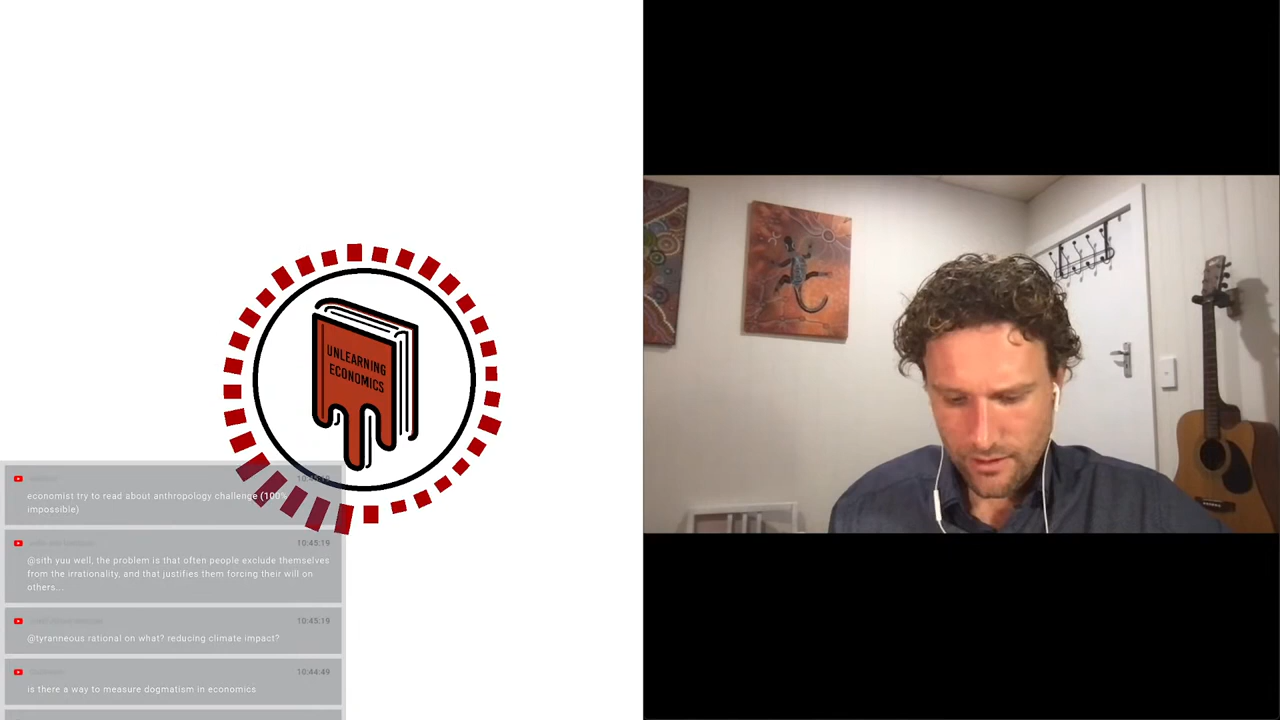 UNLEARNING
ECONOMICS
economist try to read about anthropology challenge (100%
impossible)
10:45:19
@sith yuu well, the problem is that often people exclude themselves
from the irrationality, and that justifies them forcing their will on
others...
10:45:19
@tyranneous rational on what? reducing climate impact?
10:44:49
is there a way to measure dogmatism in economics